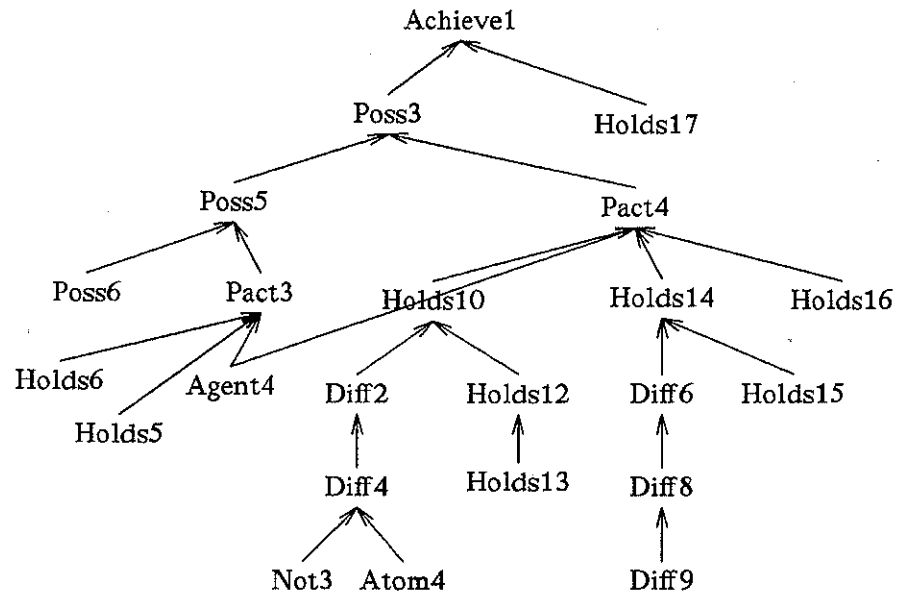 Achieve1
Poss3
Holds17
Poss5
Pact4
Poss6
Pact3
Holds10
Holds14
Holds16
Holds6
Agent4
Diff2
Holds12
Diff6
Holds15
Holds5
Diff4
Holds13
Diff8
Not3
Atom4
Diff9